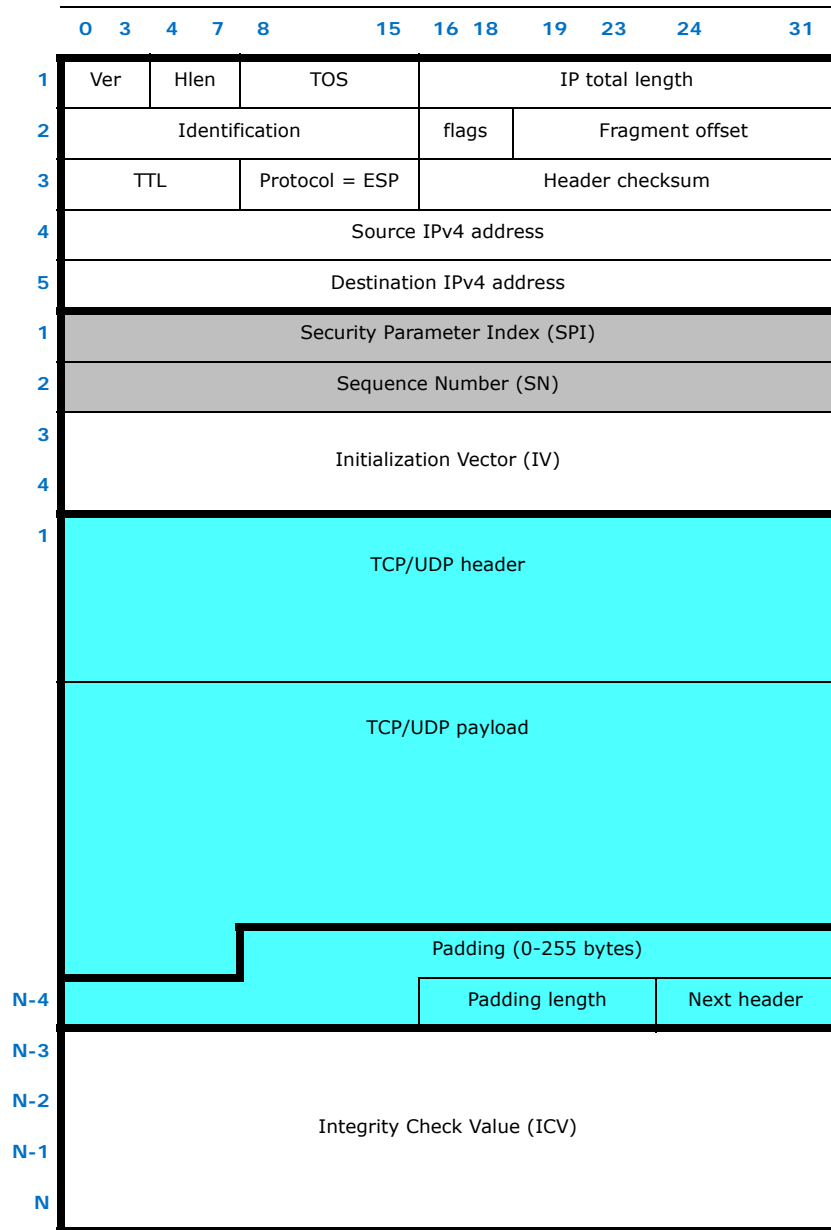 0 3 4 7 8 15 16 18 19 23 24 31
1 Ver Hlen TOS IP total length
2 Identification flags Fragment offset
3 TTL Protocol = ESP Header checksum
4 Source IPv4 address
5 Destination IPv4 address
1 Security Parameter Index (SPI)
2 Sequence Number (SN)
3
Initialization Vector (IV)
4
1
TCP/UDP header
TCP/UDP payload
Padding (0-255 bytes)
N-4 Padding length Next header
N-3
N-2
Integrity Check Value (ICV)
N-1
N